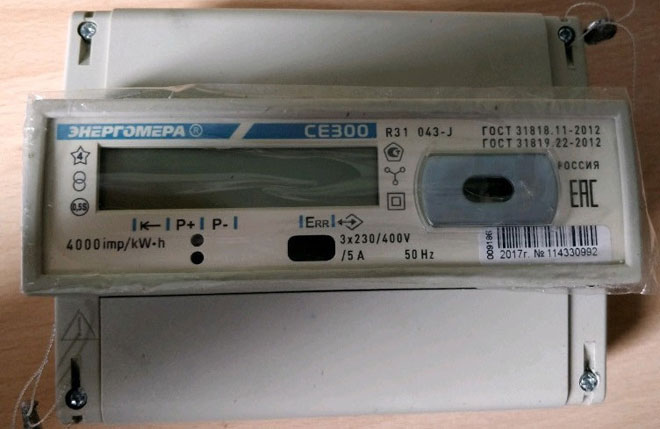 ЭНЕРГОМЕРА ® CE300 R31 043-J
ГОСТ 31818.11-2012
ГОСТ 31819.22-2012
4
0.5S
РОССИЯ
EAC
P+ P- ERR
4000 imp/kW•h
3x230/400V
/5 A 50 Hz
2017г. № 114330992